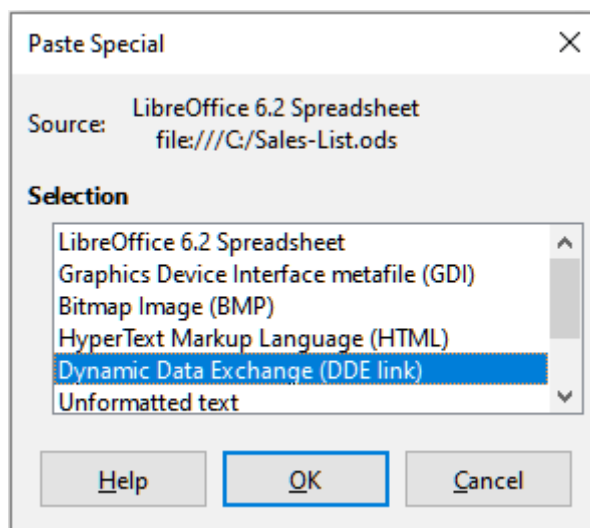 Paste Special
Source:
LibreOffice 6.2 Spreadsheet
file:///C:/Sales-List.ods
Selection
LibreOffice 6.2 Spreadsheet
Graphics Device Interface metafile (GDI)
Bitmap Image (BMP)
HyperText Markup Language (HTML)
Dynamic Data Exchange (DDE link)
Unformatted text
Help OK Cancel